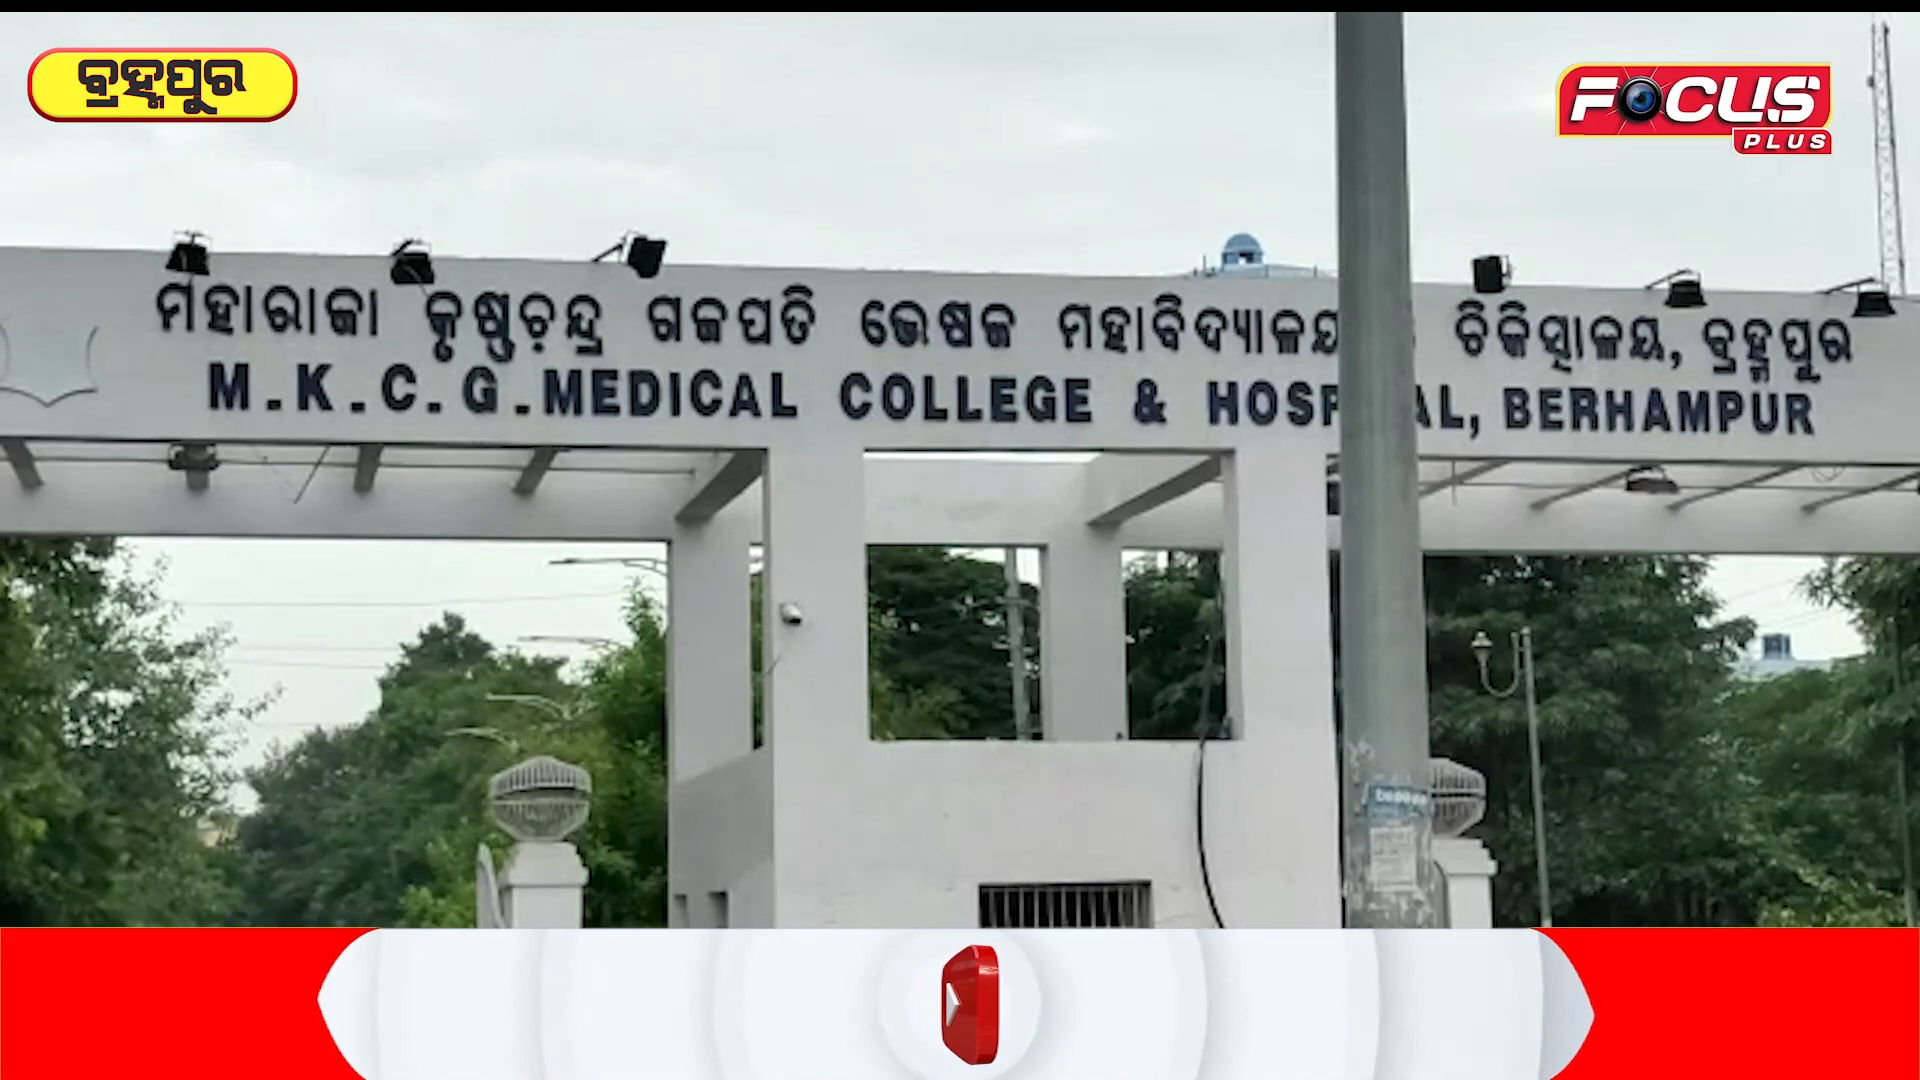 ବ୍ରହ୍ମପୁର
FOCUS
PLUS
ମହାରାଜା କୃଷ୍ଣଚନ୍ଦ୍ର ଗଜପତି ଭେଷଜ ମହାବିଦ୍ୟାଳୟ ଚିକିତ୍ସାଳୟ, ବ୍ରହ୍ମପୁର
M.K.C.G.MEDICAL COLLEGE & HOSP AL, BERHAMPUR